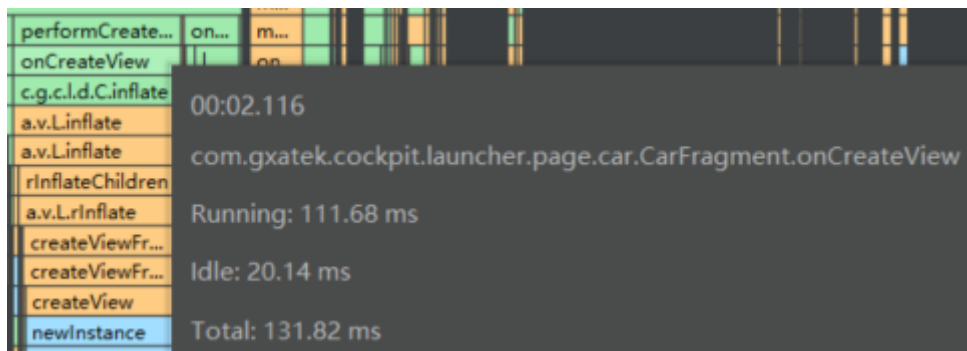 m...
performCreate... on... m...
onCreateView on
c.g.c.l.d.C.inflate
a.v.L.inflate
a.v.L.inflate
rInflateChildren
a.v.L.rInflate
createViewFr...
createViewFr...
createView
newInstance
00:02.116
com.gxatek.cockpit.launcher.page.car.CarFragment.onCreateView
Running: 111.68 ms
Idle: 20.14 ms
Total: 131.82 ms